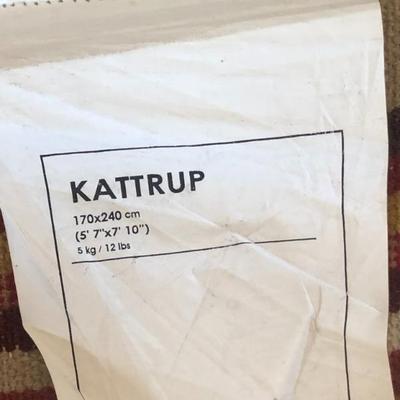 KATTRUP
170x240 cm
(5' 7"x7' 10")
5 kg / 12 lbs